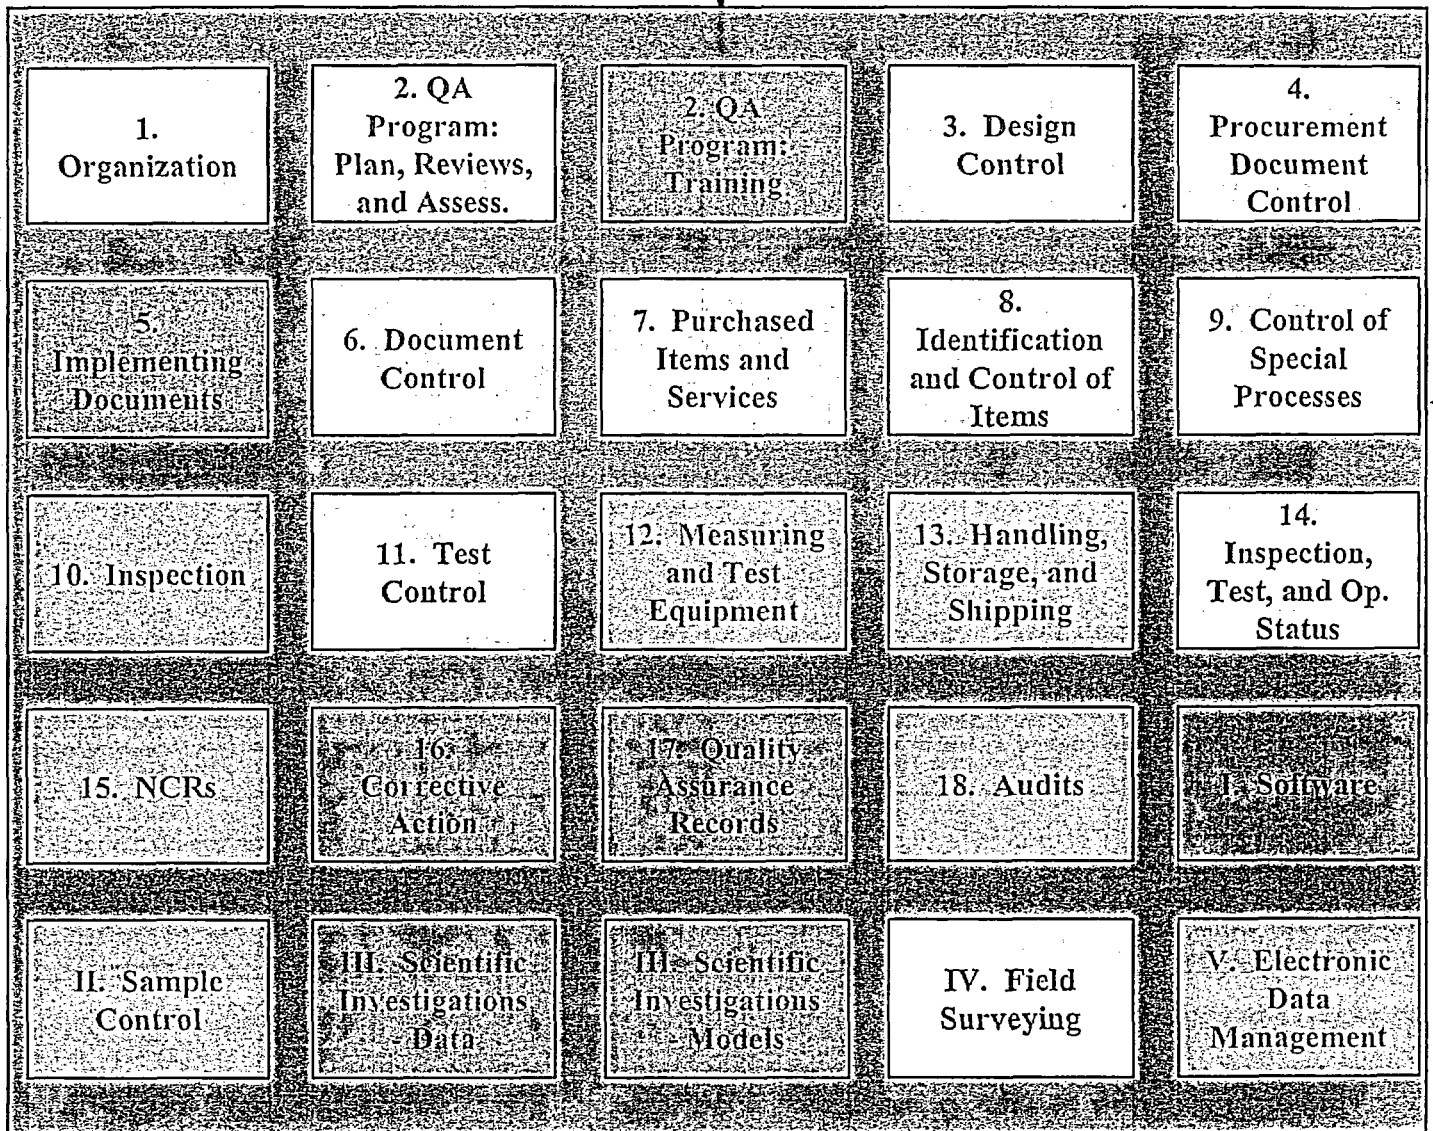 1.
Organization
2. QA
Program:
Plan, Reviews,
and Assess.
2. QA
Program:
Training
3. Design
Control
4.
Procurement
Document
Control
5.
Implementing
Documents
6. Document
Control
7. Purchased
Items and
Services
8.
Identification
and Control of
Items
9. Control of
Special
Processes
10. Inspection
11. Test
Control
12. Measuring
and Test
Equipment
13. Handling,
Storage, and
Shipping
14.
Inspection,
Test, and Op.
Status
15. NCRs
16.
Corrective
Action
17. Quality
Assurance
Records
18. Audits
I. Software
II. Sample
Control
III. Scientific
Investigations
- Data
III. Scientific
Investigations
- Models
IV. Field
Surveying
V. Electronic
Data
Management